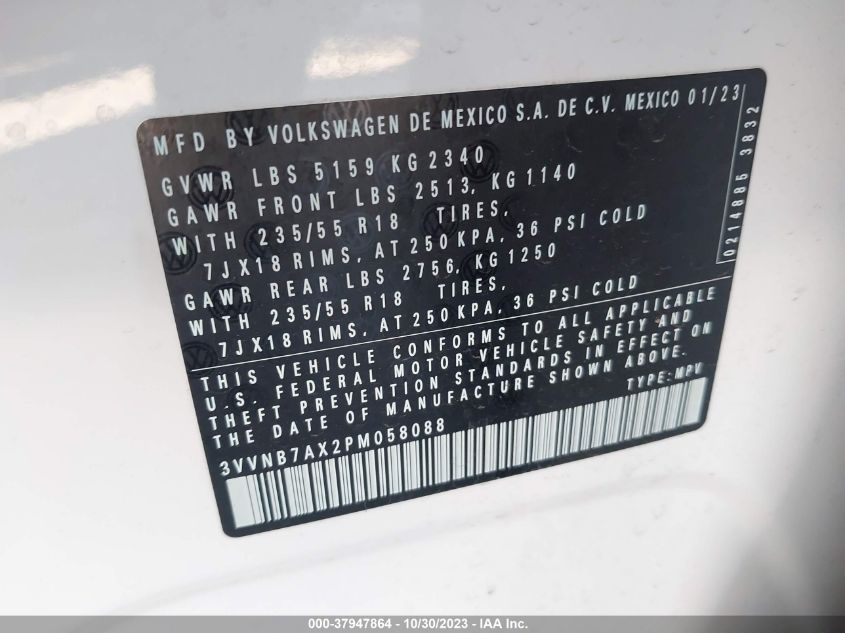 MFD BY VOLKSWAGEN DE MEXICO S.A. DE C.V. MEXICO 01/23
GVWR LBS 5159 KG 2340
GAWR FRONT LBS 2513, KG 1140
WITH 235/55 R18 TIRES,
7JX18 RIMS, AT 250 KPA, 36 PSI COLD
GAWR REAR LBS 2756, KG 1250
WITH 235/55 R18 TIRES,
7JX18 RIMS, AT 250 KPA, 36 PSI COLD
0214885 3832
THIS VEHICLE CONFORMS TO ALL APPLICABLE
U.S. FEDERAL MOTOR VEHICLE SAFETY AND
THEFT PREVENTION STANDARDS IN EFFECT ON
THE DATE OF MANUFACTURE SHOWN ABOVE.
TYPE: MPV
3VVNB7AX2PM058088
000-37947864 - 10/30/2023 - IAA Inc.